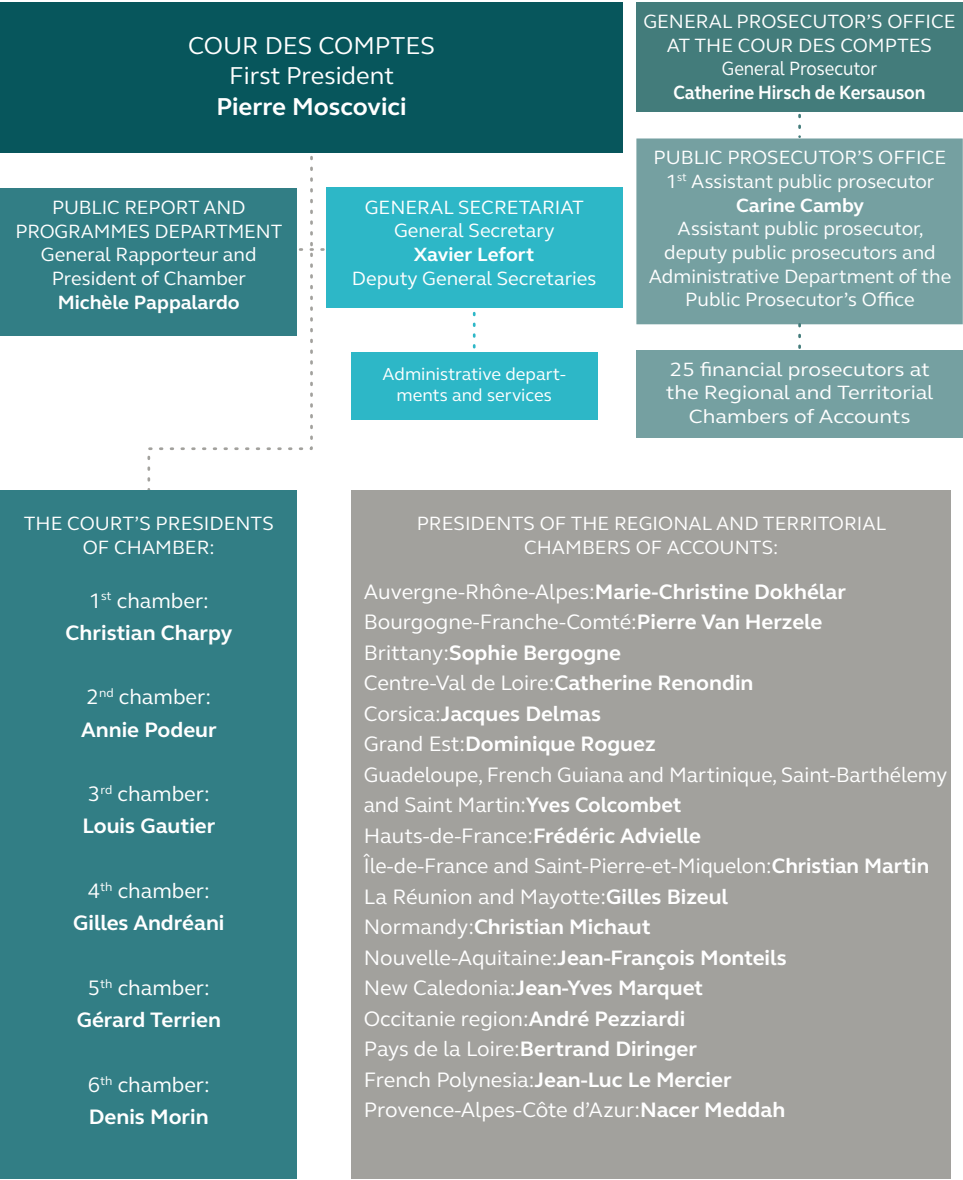 COUR DES COMPTES
First President
Pierre Moscovici
GENERAL PROSECUTOR'S OFFICE
AT THE COUR DES COMPTES
General Prosecutor
Catherine Hirsch de Kersauson
PUBLIC REPORT AND
PROGRAMMES DEPARTMENT
General Rapporteur and
President of Chamber
Michèle Pappalardo
GENERAL SECRETARIAT
General Secretary
Xavier Lefort
Deputy General Secretaries
Administrative depart-
ments and services
PUBLIC PROSECUTOR'S OFFICE
1st Assistant public prosecutor
Carine Camby
Assistant public prosecutor,
deputy public prosecutors and
Administrative Department of the
Public Prosecutor's Office
25 financial prosecutors at
the Regional and Territorial
Chambers of Accounts
THE COURT'S PRESIDENTS
OF CHAMBER:
1st chamber:
Christian Charpy
2nd chamber:
Annie Podeur
3rd chamber:
Louis Gautier
4th chamber:
Gilles Andréani
5th chamber:
Gérard Terrien
6th chamber:
Denis Morin
PRESIDENTS OF THE REGIONAL AND TERRITORIAL
CHAMBERS OF ACCOUNTS:
Auvergne-Rhône-Alpes:Marie-Christine Dokhélar
Bourgogne-Franche-Comté:Pierre Van Herzele
Brittany:Sophie Bergogne
Centre-Val de Loire:Catherine Renondin
Corsica:Jacques Delmas
Grand Est:Dominique Roguez
Guadeloupe, French Guiana and Martinique, Saint-Barthélemy
and Saint Martin:Yves Colcombet
Hauts-de-France:Frédéric Advielle
Île-de-France and Saint-Pierre-et-Miquelon:Christian Martin
La Réunion and Mayotte:Gilles Bizeul
Normandy:Christian Michaut
Nouvelle-Aquitaine:Jean-François Monteils
New Caledonia:Jean-Yves Marquet
Occitanie region:André Pezziardi
Pays de la Loire:Bertrand Diringer
French Polynesia:Jean-Luc Le Mercier
Provence-Alpes-Côte d'Azur:Nacer Meddah